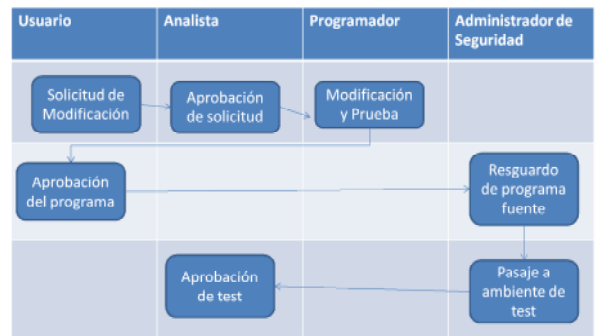 Usuario
Analista
Programador
Administrador de
Seguridad
Solicitud de
Modificación
Aprobación
de solicitud
Modificación
y Prueba
Aprobación
del programa
Resguardo
de programa
fuente
Aprobación
de test
Pasaje a
ambiente de
test